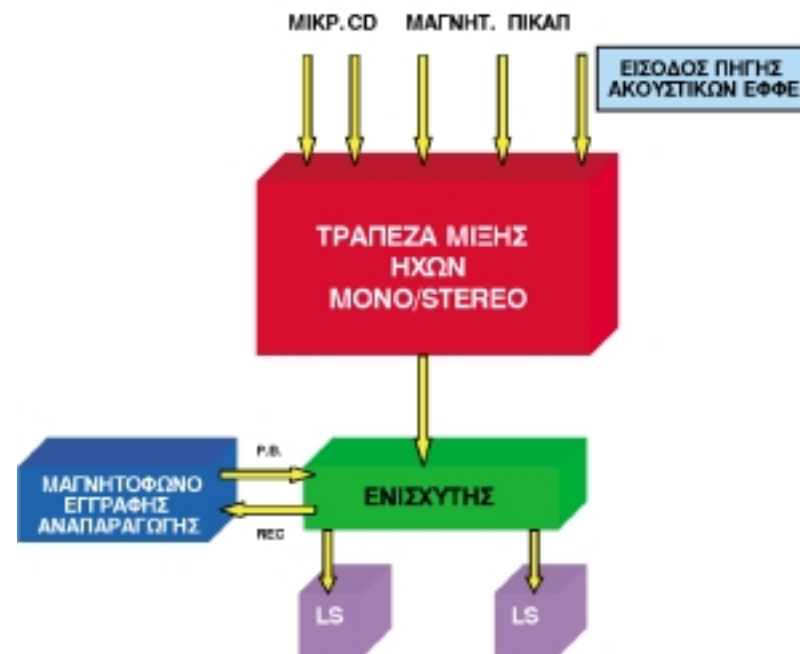 ΜΙΚΡ. CD ΜΑΓΝΗΤ. ΠΙΚΑΠ
ΕΙΣΟΔΟΣ ΠΗΓΗΣ
ΑΚΟΥΣΤΙΚΩΝ ΕΦΦΕ
ΤΡΑΠΕΖΑ ΜΙΞΗΣ
ΗΧΩΝ
MONO/STEREO
P.B.
ΜΑΓΝΗΤΟΦΩΝΟ
ΕΓΓΡΑΦΗΣ
ΑΝΑΠΑΡΑΓΩΓΗΣ
ΕΝΙΣΧΥΤΗΣ
REC
LS LS